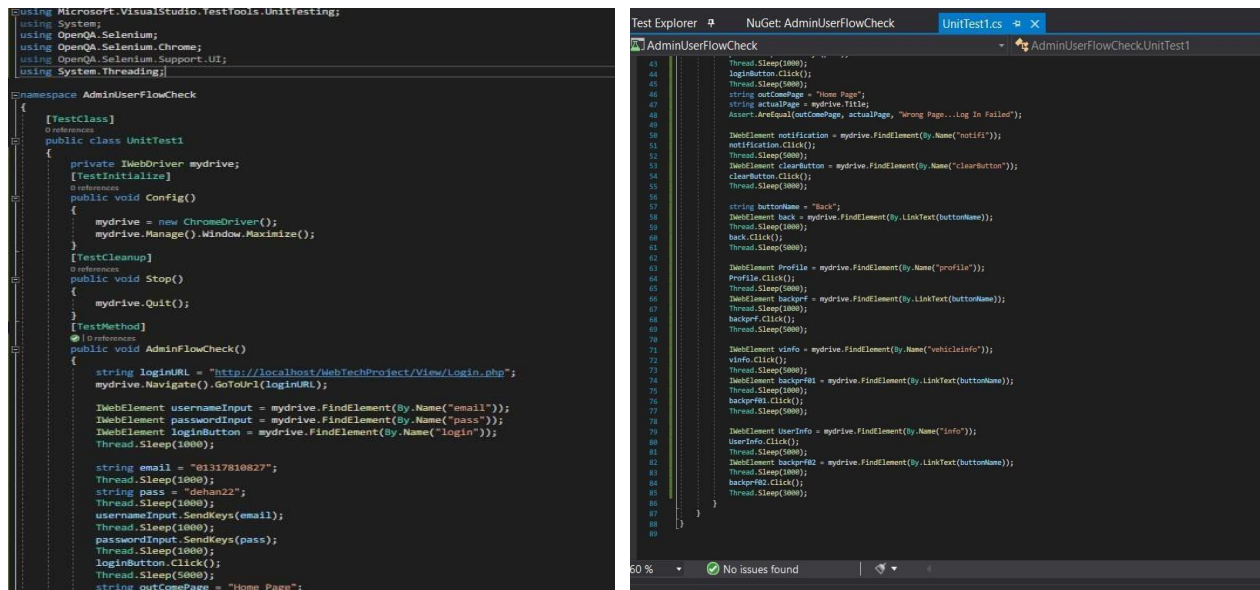 using Microsoft.VisualStudio.TestTools.UnitTesting;
using System;
using OpenQA.Selenium;
using OpenQA.Selenium.Chrome;
using OpenQA.Selenium.Support.UI;
using System.Threading;
namespace AdminUserFlowCheck
{
[TestClass]
0 references
public class UnitTest1
{
private IWebDriver mydrive;
[TestInitialize]
0 references
public void Config()
{
mydrive = new ChromeDriver();
mydrive.Manage().Window.Maximize();
}
[TestCleanup]
0 references
public void Stop()
{
mydrive.Quit();
}
[TestMethod]
0 references
public void AdminFlowCheck()
{
string loginURL = "http://localhost/WebTechProject/View/Login.php";
mydrive.Navigate().GoToUrl(loginURL);
IWebElement usernameInput = mydrive.FindElement(By.Name("email"));
IWebElement passwordInput = mydrive.FindElement(By.Name("pass"));
IWebElement loginButton = mydrive.FindElement(By.Name("login"));
Thread.Sleep(1000);
string email = "01317810827";
Thread.Sleep(1000);
string pass = "dehan22";
Thread.Sleep(1000);
usernameInput.SendKeys(email);
Thread.Sleep(1000);
passwordInput.SendKeys(pass);
Thread.Sleep(1000);
loginButton.Click();
Thread.Sleep(5000);
string outComePage = "Home Page";
Test Explorer NuGet: AdminUserFlowCheck UnitTest1.cs
AdminUserFlowCheck AdminUserFlowCheck.UnitTest1
43 Thread.Sleep(1000);
44 loginButton.Click();
45 Thread.Sleep(5000);
46 string outComePage = "Home Page";
47 string actualPage = mydrive.Title;
48 Assert.AreEqual(outComePage, actualPage, "Wrong Page...Log In Failed");
49
50 IWebElement notification = mydrive.FindElement(By.Name("notifi"));
51 notification.Click();
52 Thread.Sleep(5000);
53 IWebElement clearButton = mydrive.FindElement(By.Name("clearButton"));
54 clearButton.Click();
55 Thread.Sleep(3000);
56
57 string buttonName = "Back";
58 IWebElement back = mydrive.FindElement(By.LinkText(buttonName));
59 Thread.Sleep(1000);
60 back.Click();
61 Thread.Sleep(5000);
62
63 IWebElement Profile = mydrive.FindElement(By.Name("profile"));
64 Profile.Click();
65 Thread.Sleep(5000);
66 IWebElement backprf = mydrive.FindElement(By.LinkText(buttonName));
67 Thread.Sleep(1000);
68 backprf.Click();
69 Thread.Sleep(5000);
70
71 IWebElement vinfo = mydrive.FindElement(By.Name("vehicleinfo"));
72 vinfo.Click();
73 Thread.Sleep(5000);
74 IWebElement backprf01 = mydrive.FindElement(By.LinkText(buttonName));
75 Thread.Sleep(1000);
76 backprf01.Click();
77 Thread.Sleep(5000);
78
79 IWebElement UserInfo = mydrive.FindElement(By.Name("info"));
80 UserInfo.Click();
81 Thread.Sleep(5000);
82 IWebElement backprf02 = mydrive.FindElement(By.LinkText(buttonName));
83 Thread.Sleep(1000);
84 backprf02.Click();
85 Thread.Sleep(3000);
86 }
87 }
88 }
89
60 % No issues found